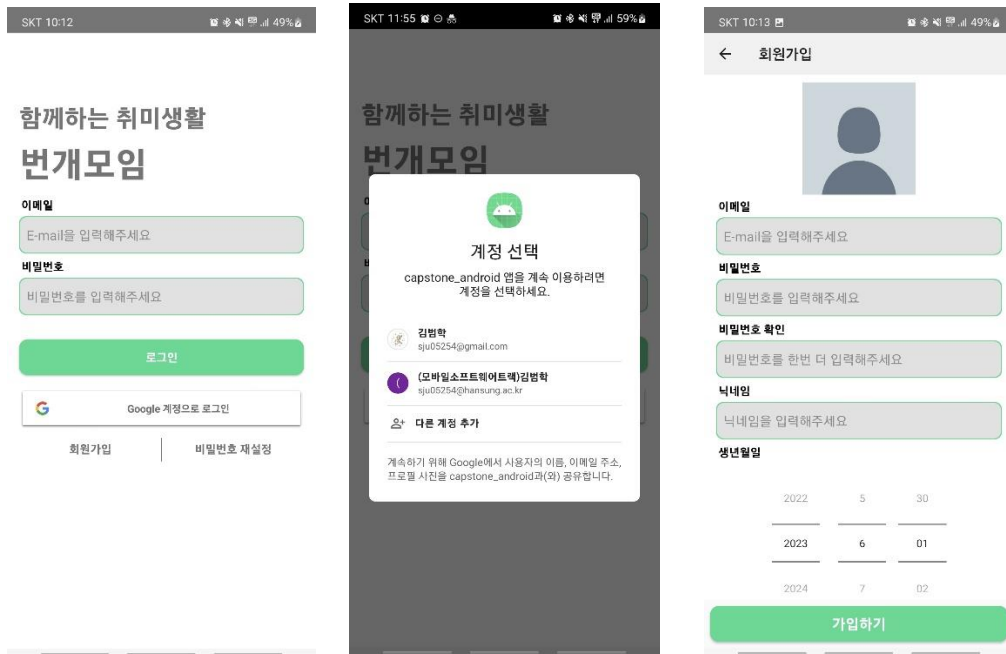 SKT 10:12
49%
함께하는 취미생활
번개모임
이메일
E-mail을 입력해주세요
비밀번호
비밀번호를 입력해주세요
로그인
Google 계정으로 로그인
회원가입
비밀번호 재설정
SKT 11:55
59%
함께하는 취미생활
번개모임
계정 선택
capstone_android 앱을 계속 이용하려면
계정을 선택하세요.
김범학
sju05254@gmail.com
(
(모바일소프트웨어트랙)김범학
sju05254@hansung.ac.kr
다른 계정 추가
계속하기 위해 Google에서 사용자의 이름, 이메일 주소,
프로필 사진을 capstone_android과(와) 공유합니다.
SKT 10:13
49%
회원가입
이메일
E-mail을 입력해주세요
비밀번호
비밀번호를 입력해주세요
비밀번호 확인
비밀번호를 한번 더 입력해주세요
닉네임
닉네임을 입력해주세요
생년월일
2022 5 30
2023 6 01
2024 7 02
가입하기